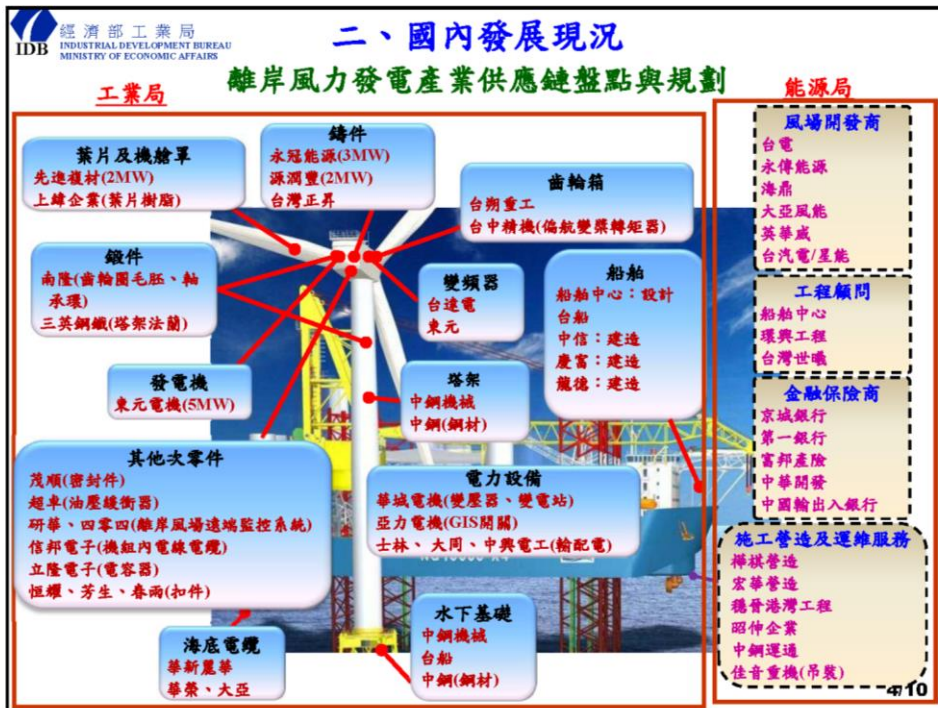 經濟部工業局
IDB
INDUSTRIAL DEVELOPMENT BUREAU
MINISTRY OF ECONOMIC AFFAIRS
二、國內發展現況
離岸風力發電產業供應鏈盤點與規劃
工業局
葉片及機艙罩
先進複材(2MW)
上緯企業(葉片樹脂)
鑄件
永冠能源(3MW)
源潤豐(2MW)
台灣正昇
齒輪箱
台朔重工
台中精機(偏航變槳轉矩器)
鍛件
南隆(齒輪圈毛胚、軸
承環)
三英鋼鐵(塔架法蘭)
變頻器
台達電
東元
船舶
船舶中心：設計
台船
中信：建造
慶富：建造
龍德：建造
發電機
東元電機(5MW)
塔架
中鋼機械
中鋼(鋼材)
其他次零件
茂順(密封件)
超卓(油壓緩衝器)
研華、四零四(離岸風場遠端監控系統)
信邦電子(機組內電線電纜)
立隆電子(電容器)
恒耀、芳生、春雨(扣件)
電力設備
華城電機(變壓器、變電站)
亞力電機(GIS開關)
士林、大同、中興電工(輸配電)
海底電纜
華新麗華
華榮、大亞
水下基礎
中鋼機械
台船
中鋼(鋼材)
能源局
風場開發商
台電
永傳能源
海鼎
大亞風能
英華威
台汽電/星能
工程顧問
船舶中心
環興工程
台灣世曦
金融保險商
京城銀行
第一銀行
富邦產險
中華開發
中國輸出入銀行
施工營造及運維服務
樺棋營造
宏華營造
穩晉港灣工程
昭伸企業
中鋼運通
佳音重機(吊裝)
4/10